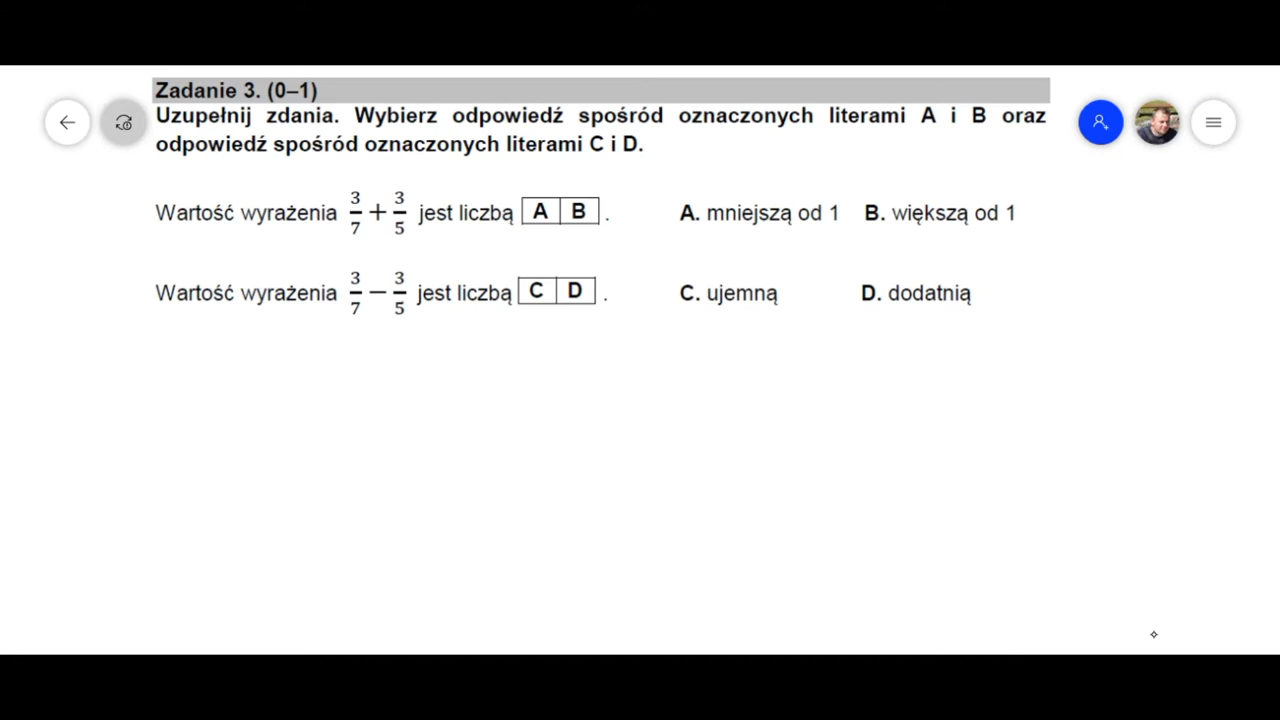 Zadanie 3. (0–1)
Uzupełnij zdania. Wybierz odpowiedź spośród oznaczonych literami A i B oraz
odpowiedź spośród oznaczonych literami C i D.
Wartość wyrażenia 3/7 + 3/5 jest liczbą A B . A. mniejszą od 1 B. większą od 1
Wartość wyrażenia 3/7 − 3/5 jest liczbą C D . C. ujemną D. dodatnią